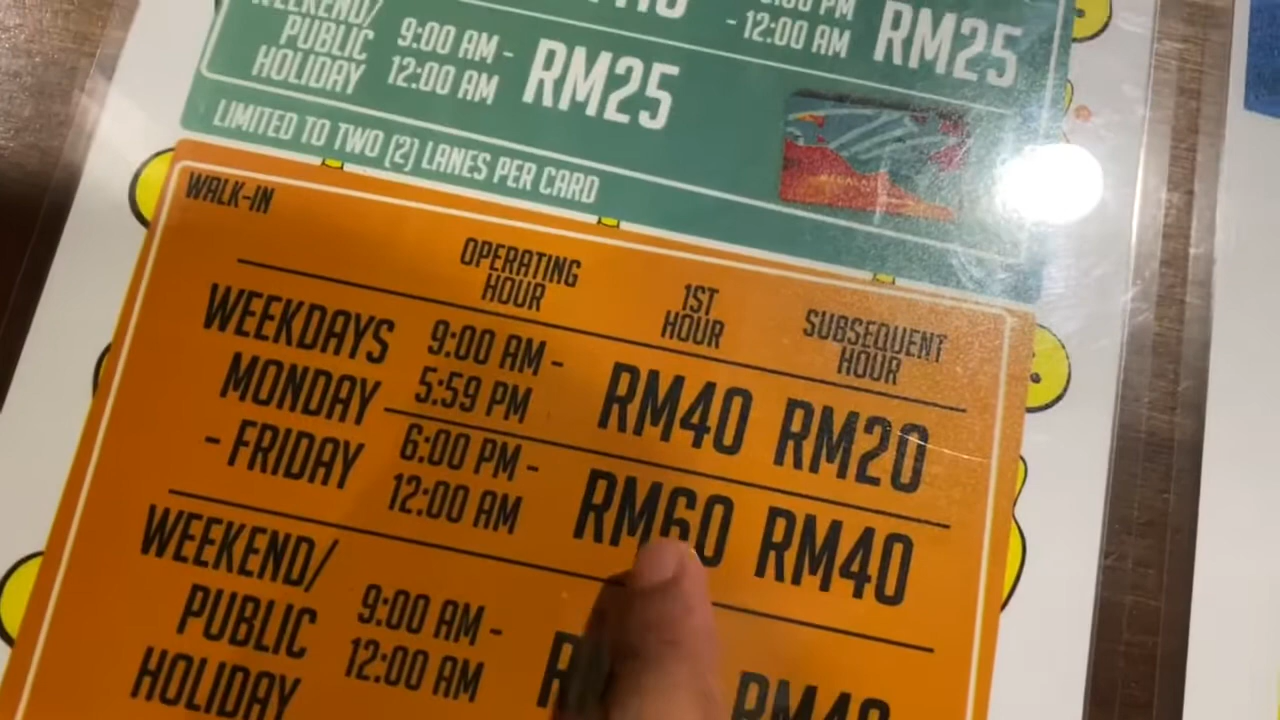 WEEKEND/
PUBLIC
HOLIDAY
9:00 AM -
12:00 AM
RM25
- 12:00 AM
RM25
LIMITED TO TWO (2) LANES PER CARD
WALK-IN
OPERATING
HOUR
1ST
HOUR
SUBSEQUENT
HOUR
WEEKDAYS
MONDAY
- FRIDAY
9:00 AM -
5:59 PM
RM40 RM20
6:00 PM -
12:00 AM
RM60 RM40
WEEKEND/
PUBLIC
HOLIDAY
9:00 AM -
12:00 AM
RM40